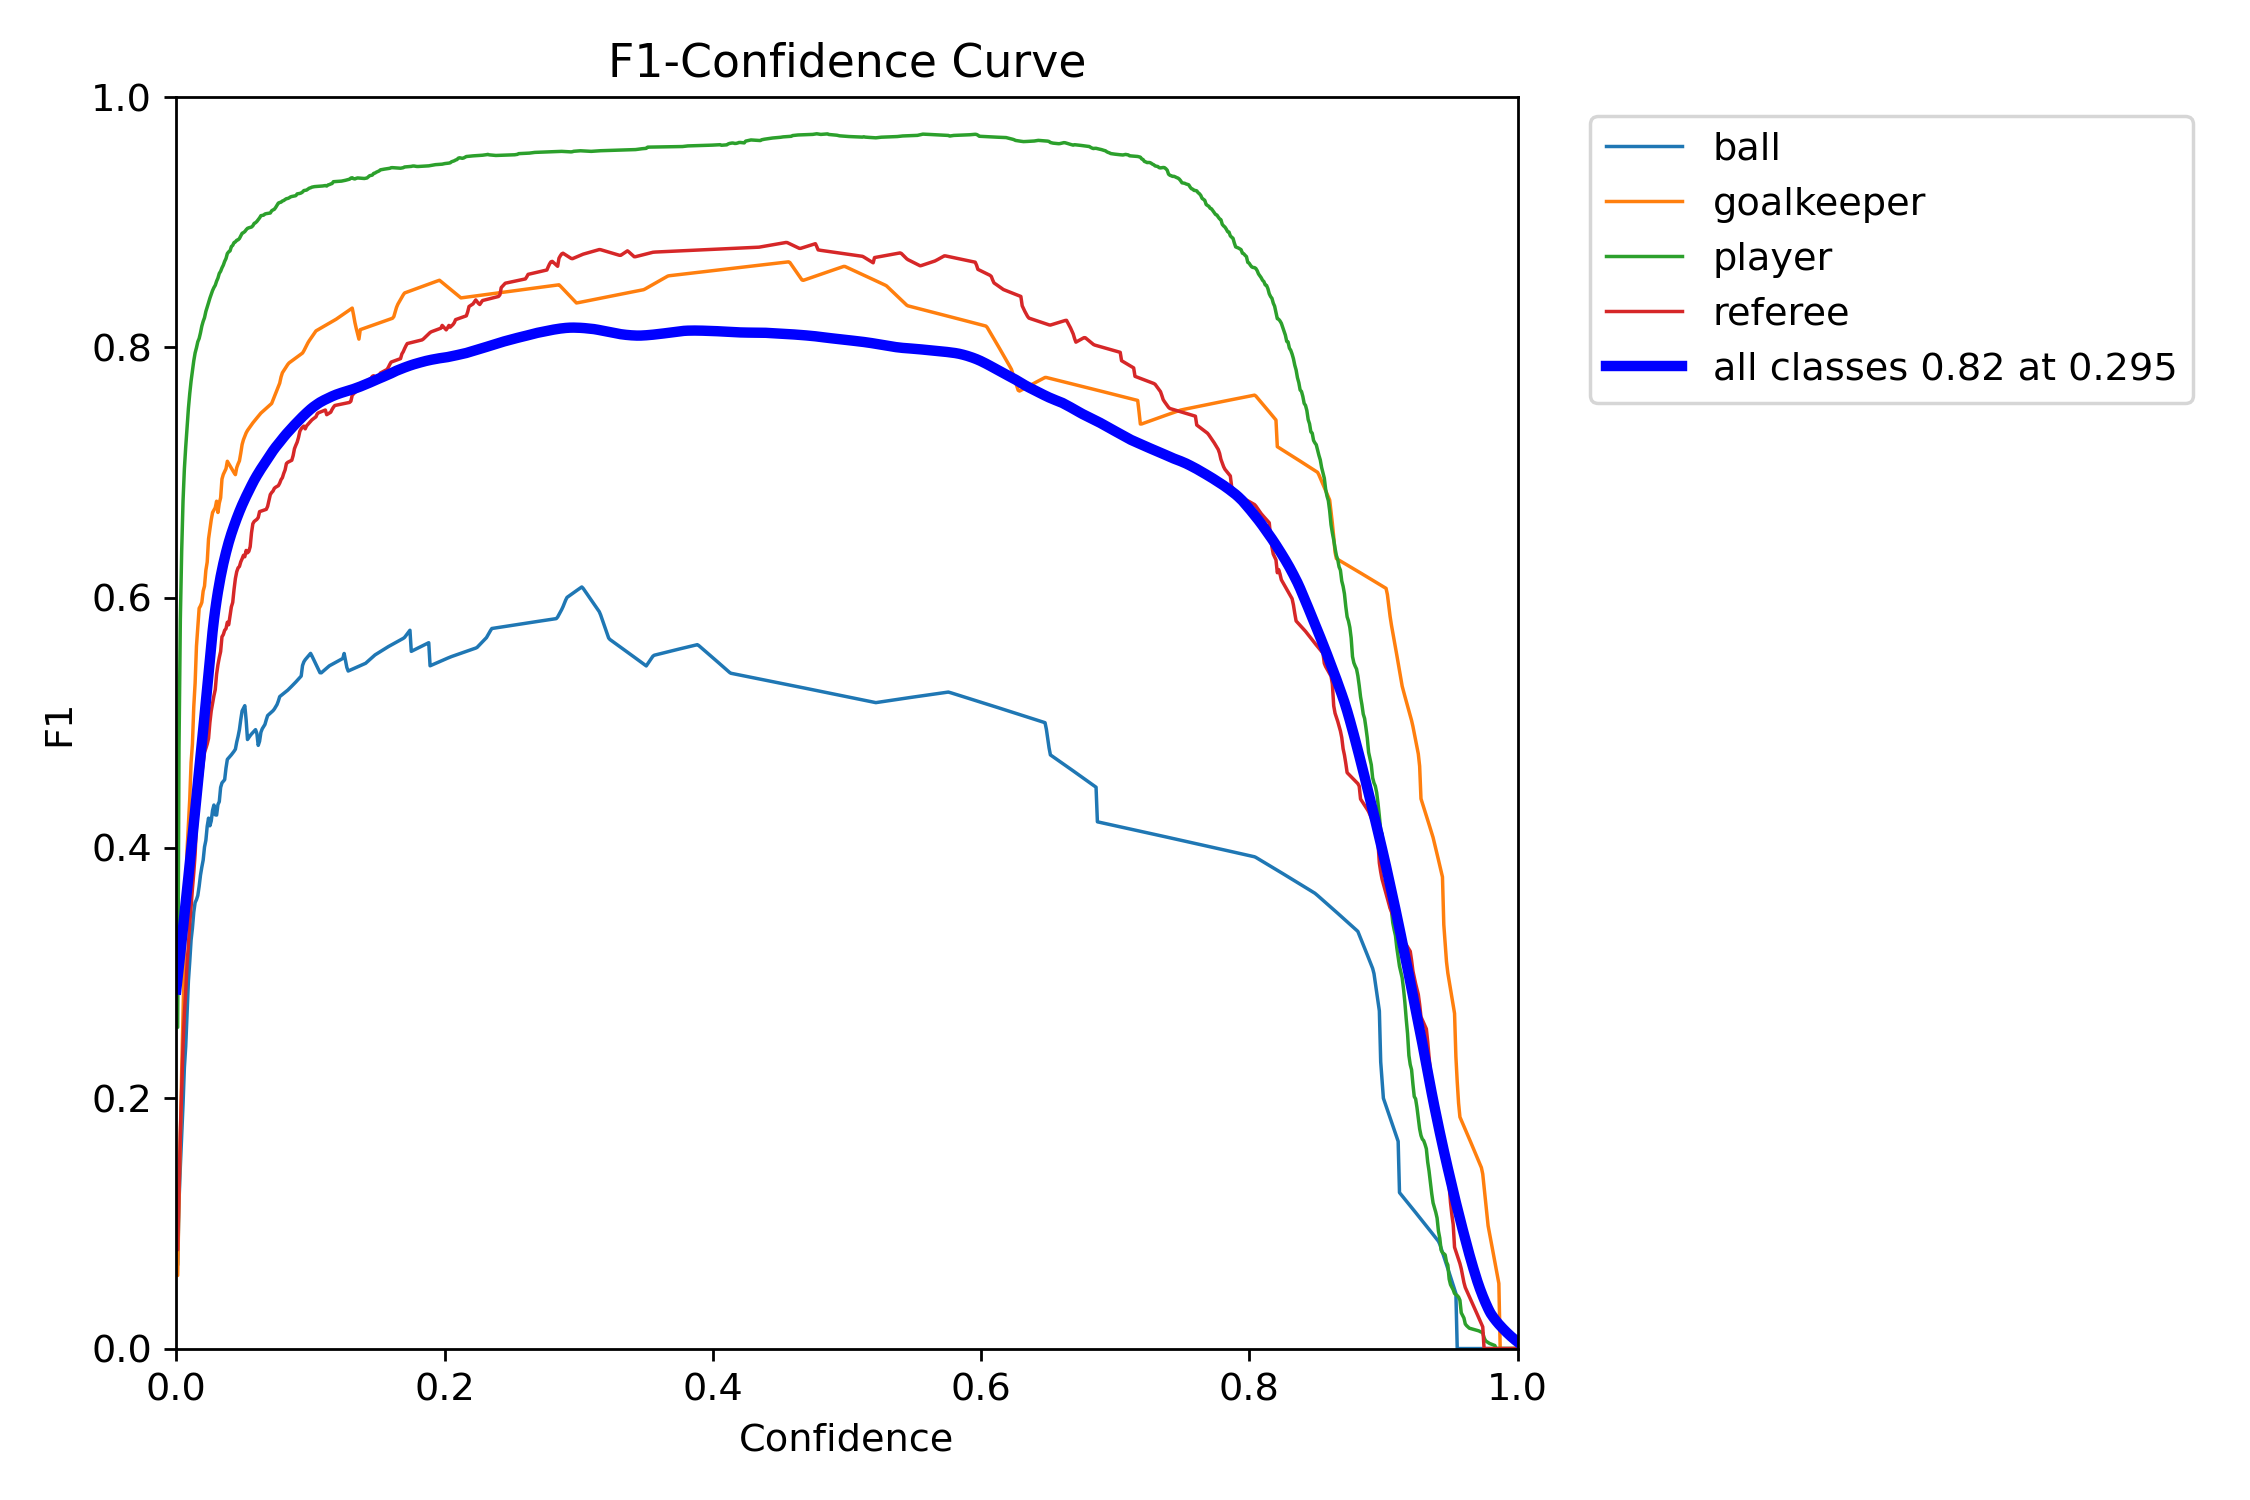 F1-Confidence Curve
1.0
0.8
0.6
0.4
0.2
0.0
F1
0.0 0.2 0.4 0.6 0.8 1.0
Confidence
ball
goalkeeper
player
referee
all classes 0.82 at 0.295